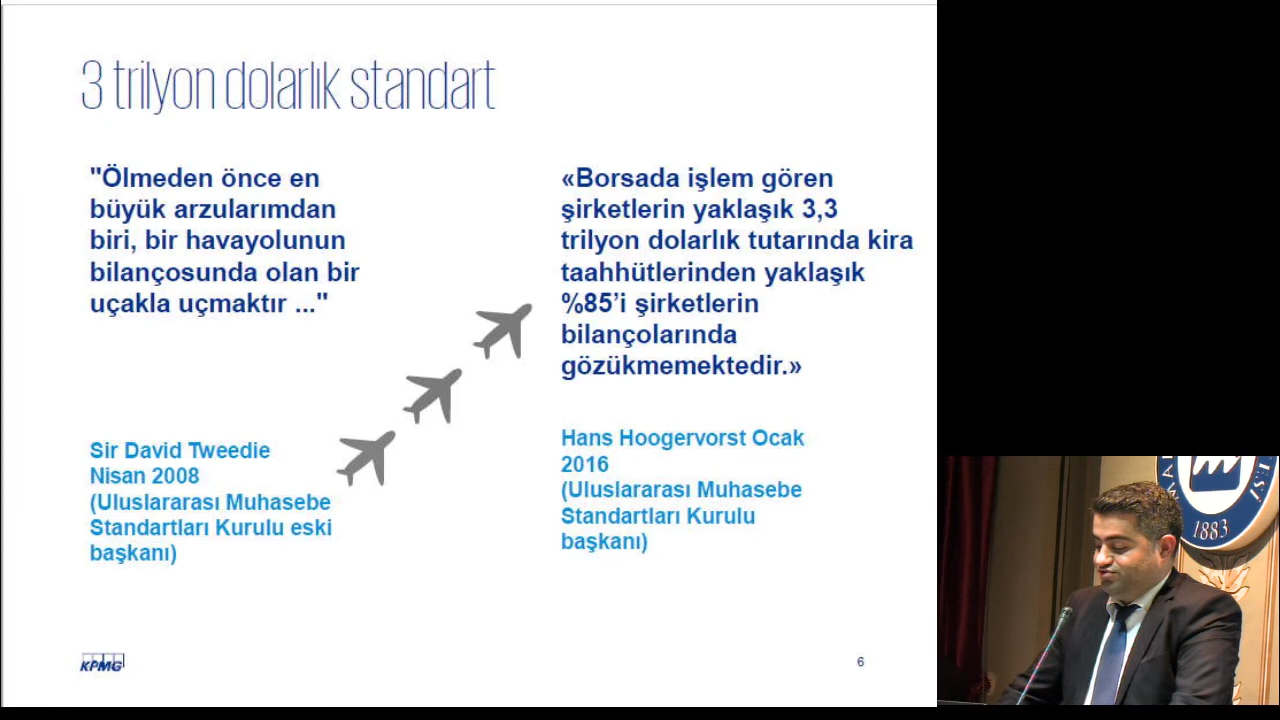 3 trilyon dolarlık standart
"Ölmeden önce en
büyük arzularımdan
biri, bir havayolunun
bilançosunda olan bir
uçakla uçmaktır ..."
Sir David Tweedie
Nisan 2008
(Uluslararası Muhasebe
Standartları Kurulu eski
başkanı)
«Borsada işlem gören
şirketlerin yaklaşık 3,3
trilyon dolarlık tutarında kira
taahhütlerinden yaklaşık
%85’i şirketlerin
bilançolarında
gözükmemektedir.»
Hans Hoogervorst Ocak
2016
(Uluslararası Muhasebe
Standartları Kurulu
başkanı)
KPMG
6
1883